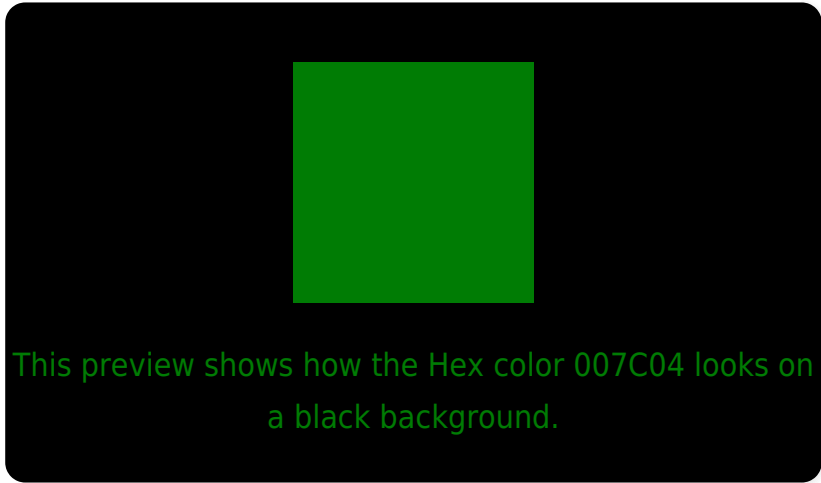 This preview shows how the Hex color 007C04 looks on
a black background.